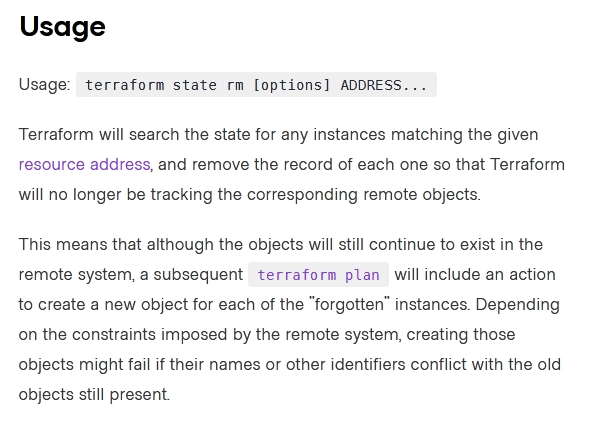 Usage
Usage: terraform state rm [options] ADDRESS...
Terraform will search the state for any instances matching the given
resource address, and remove the record of each one so that Terraform
will no longer be tracking the corresponding remote objects.
This means that although the objects will still continue to exist in the
remote system, a subsequent terraform plan will include an action
to create a new object for each of the "forgotten" instances. Depending
on the constraints imposed by the remote system, creating those
objects might fail if their names or other identifiers conflict with the old
objects still present.